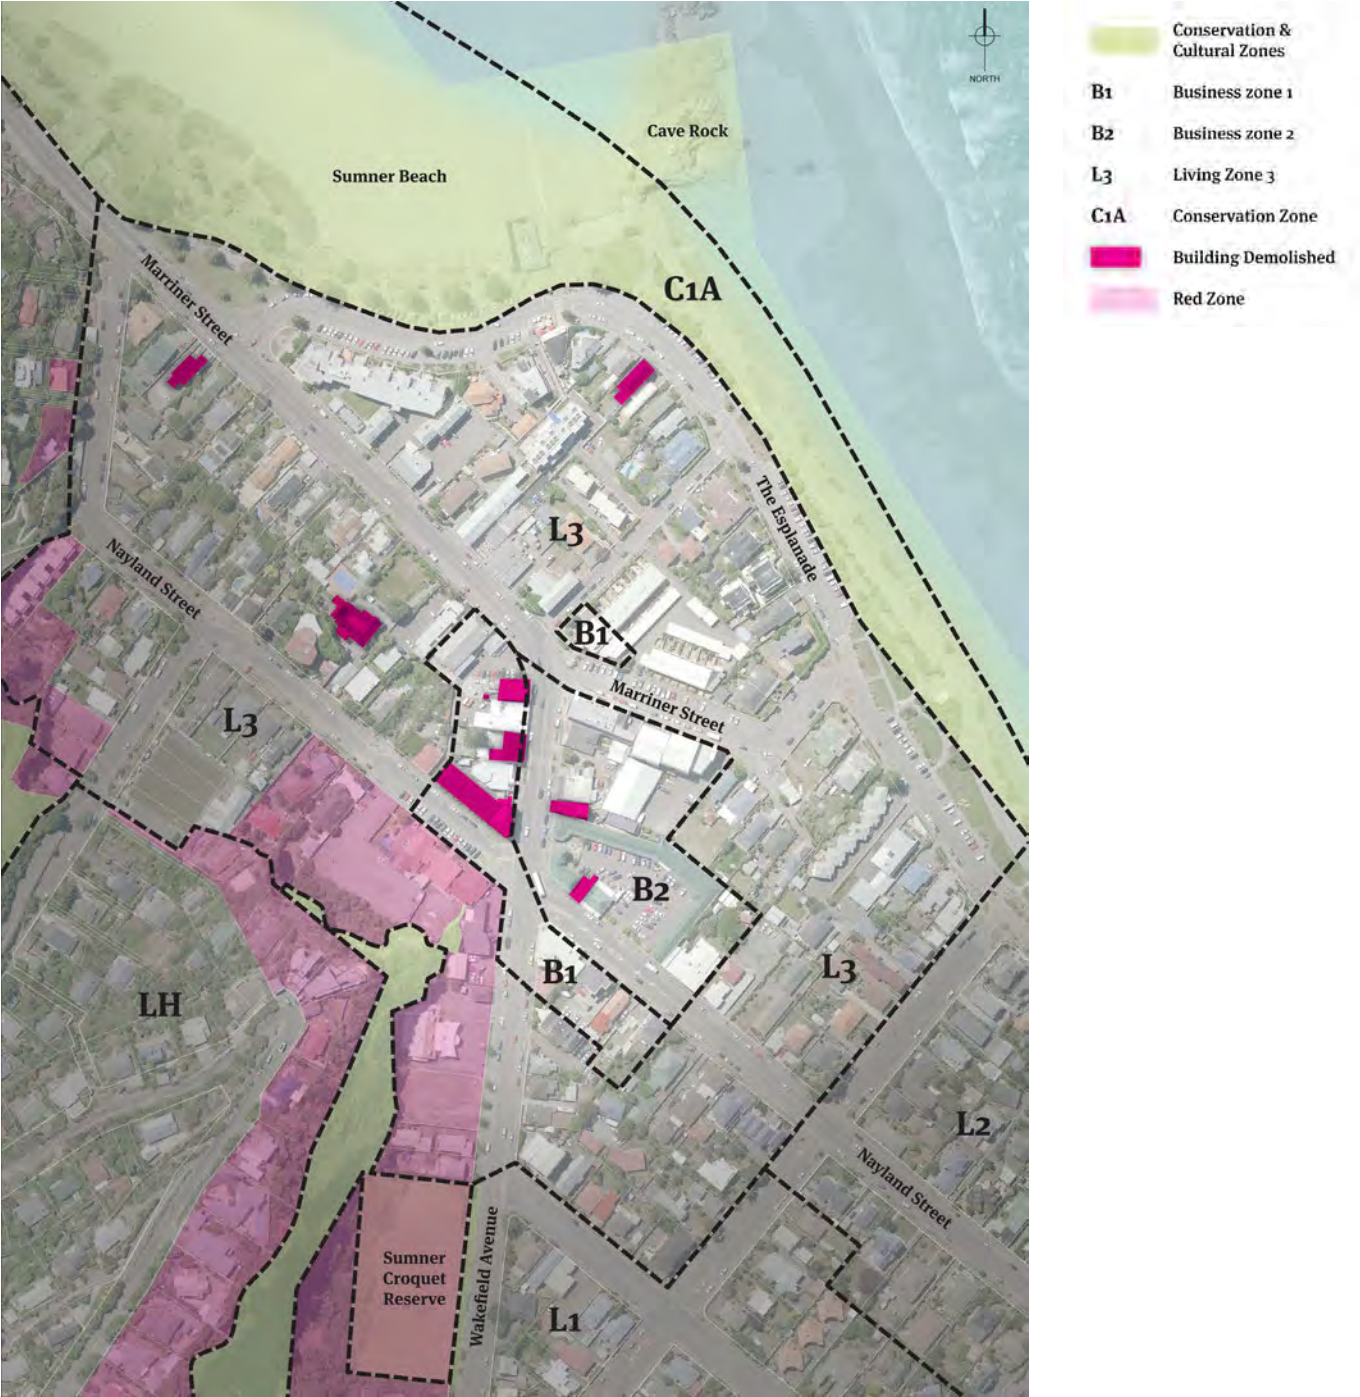 NORTH
Cave Rock
Sumner Beach
C1A
Marriner Street
The Esplanade
L3
Nayland Street
B1
Marriner Street
L3
B2
B1
L3
LH
L2
Nayland Street
Wakefield Avenue
Sumner
Croquet
Reserve
L1
Conservation &
Cultural Zones
B1 Business zone 1
B2 Business zone 2
L3 Living Zone 3
C1A Conservation Zone
Building Demolished
Red Zone